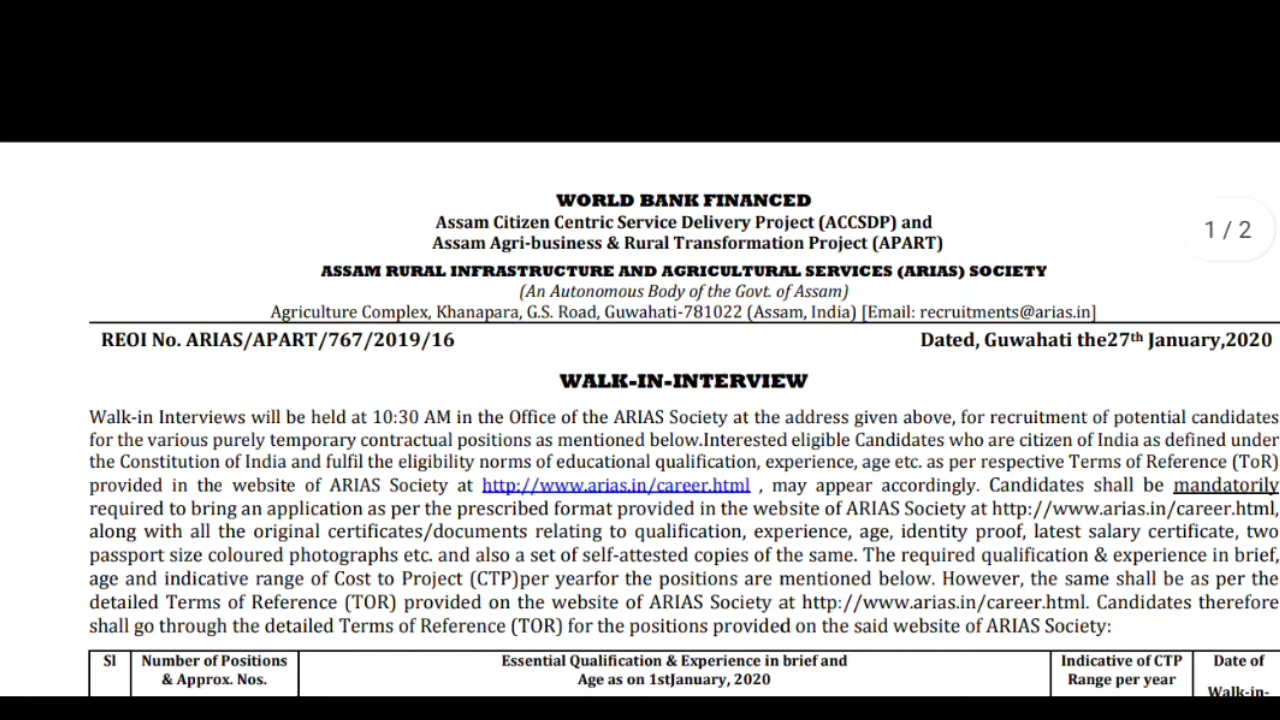 WORLD BANK FINANCED
Assam Citizen Centric Service Delivery Project (ACCSDP) and
Assam Agri-business & Rural Transformation Project (APART)
1 / 2
ASSAM RURAL INFRASTRUCTURE AND AGRICULTURAL SERVICES (ARIAS) SOCIETY
(An Autonomous Body of the Govt. of Assam)
Agriculture Complex, Khanapara, G.S. Road, Guwahati-781022 (Assam, India) [Email: recruitments@arias.in]
REOI No. ARIAS/APART/767/2019/16 Dated, Guwahati the27th January,2020
WALK-IN-INTERVIEW
Walk-in Interviews will be held at 10:30 AM in the Office of the ARIAS Society at the address given above, for recruitment of potential candidates
for the various purely temporary contractual positions as mentioned below.Interested eligible Candidates who are citizen of India as defined under
the Constitution of India and fulfil the eligibility norms of educational qualification, experience, age etc. as per respective Terms of Reference (ToR)
provided in the website of ARIAS Society at http://www.arias.in/career.html , may appear accordingly. Candidates shall be mandatorily
required to bring an application as per the prescribed format provided in the website of ARIAS Society at http://www.arias.in/career.html,
along with all the original certificates/documents relating to qualification, experience, age, identity proof, latest salary certificate, two
passport size coloured photographs etc. and also a set of self-attested copies of the same. The required qualification & experience in brief,
age and indicative range of Cost to Project (CTP)per yearfor the positions are mentioned below. However, the same shall be as per the
detailed Terms of Reference (TOR) provided on the website of ARIAS Society at http://www.arias.in/career.html. Candidates therefore
shall go through the detailed Terms of Reference (TOR) for the positions provided on the said website of ARIAS Society:
Sl Number of Positions Essential Qualification & Experience in brief and Indicative of CTP Date of
& Approx. Nos. Age as on 1stJanuary, 2020 Range per year Walk-in-